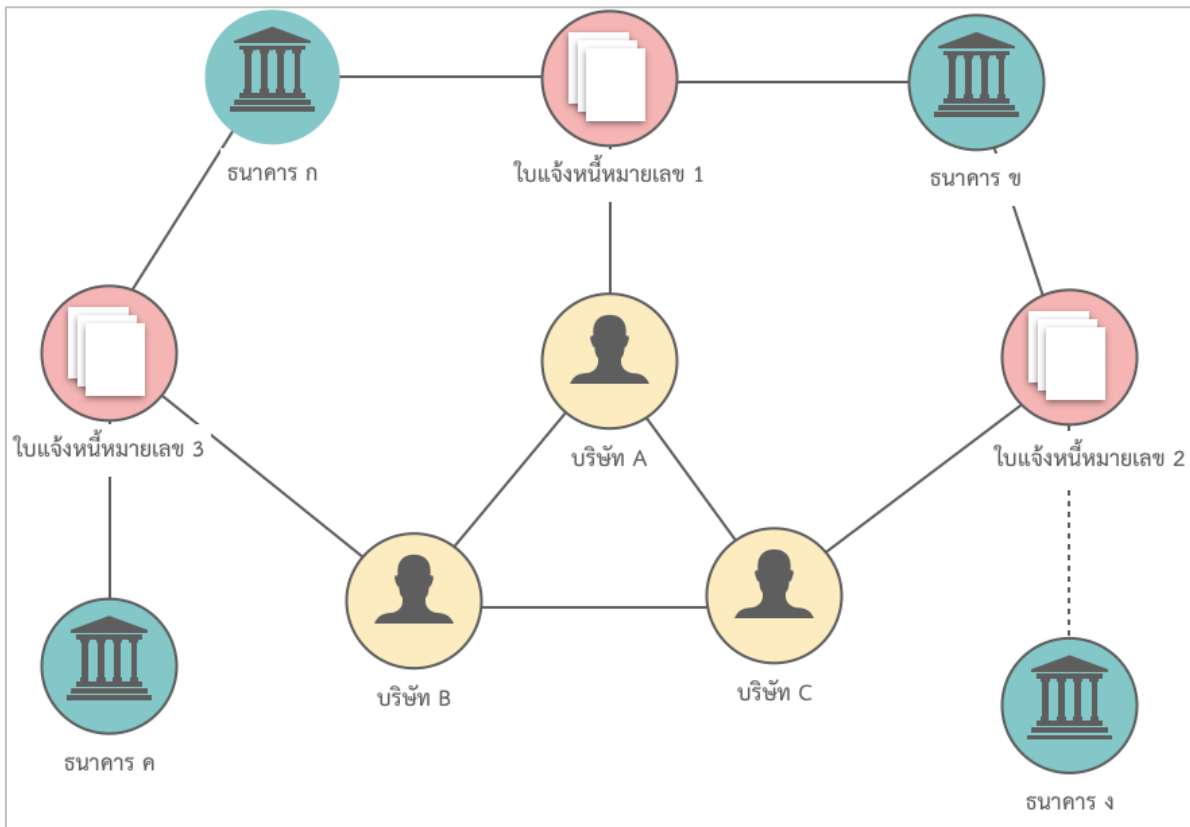 ธนาคาร ก
ใบแจ้งหนี้หมายเลข 1
ธนาคาร ข
ใบแจ้งหนี้หมายเลข 3
บริษัท A
ใบแจ้งหนี้หมายเลข 2
บริษัท B
บริษัท C
ธนาคาร ค
ธนาคาร ง